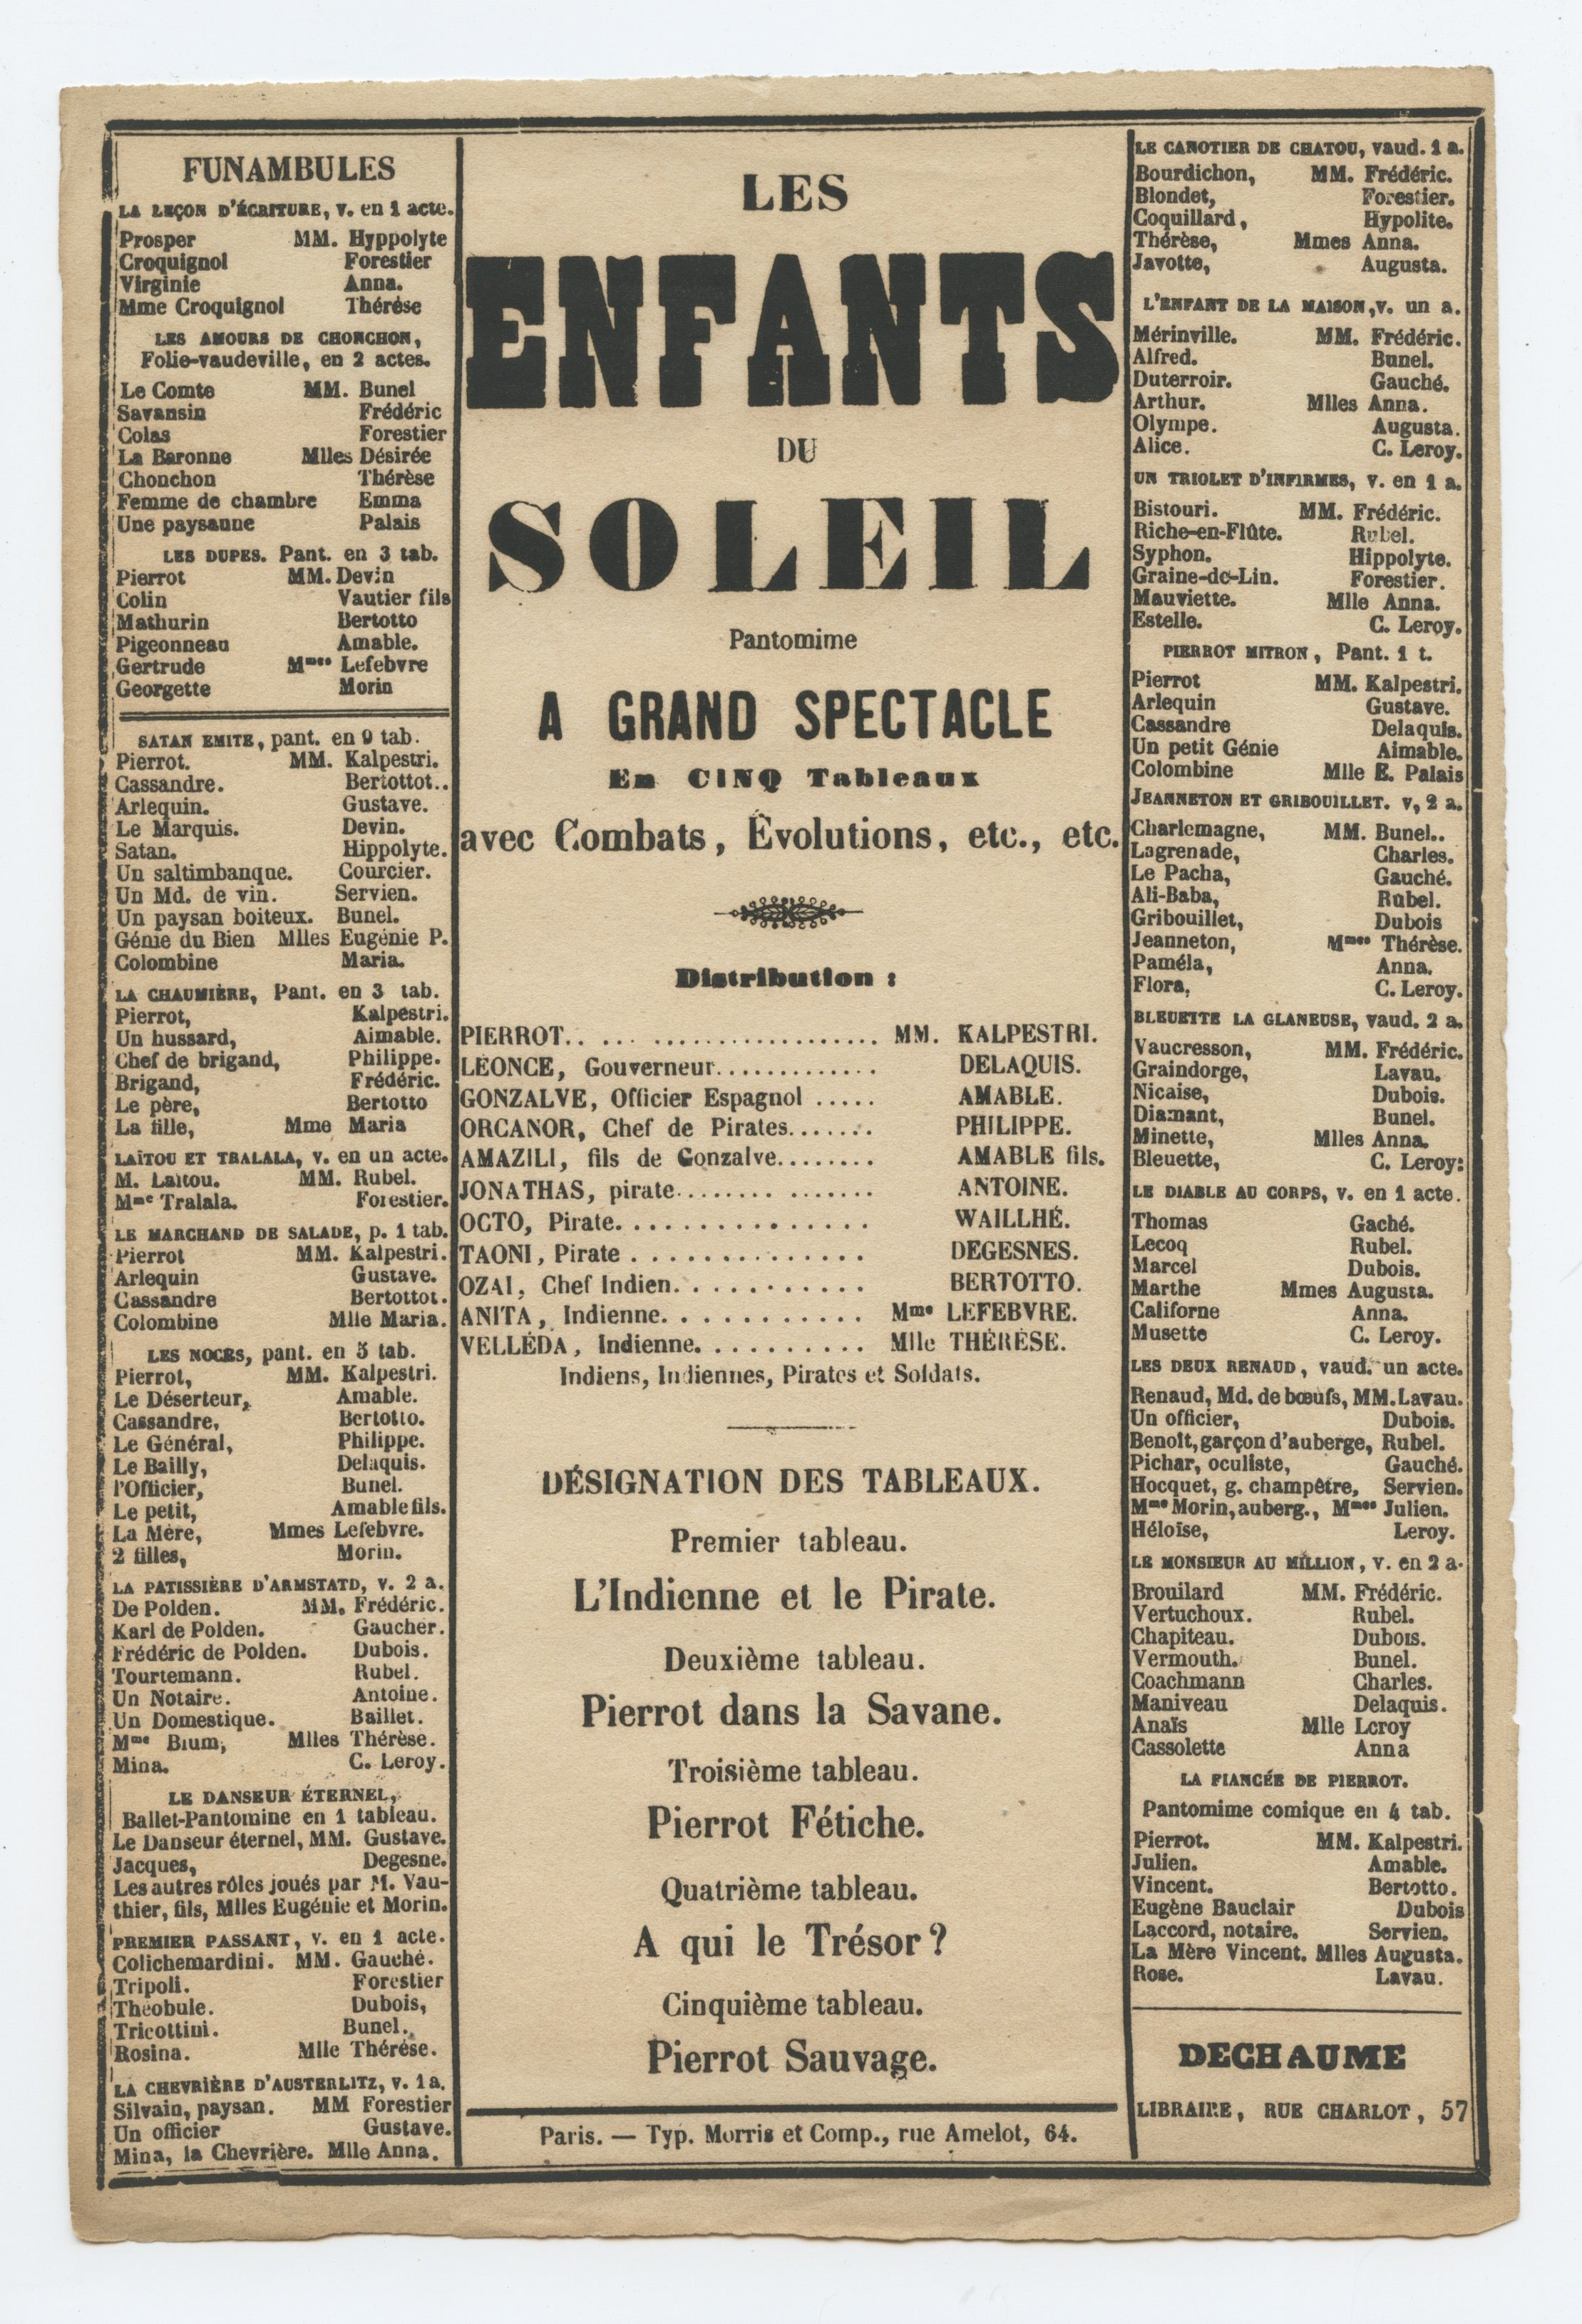 FUNAMBULES
LA LEÇON D'ÉCRITURE, V. en 1 acte.
Prosper MM. Hyppolyte
Croquignol Forestier
Virginie Anna.
Mme Croquignol Thérèse
LES AMOURS DE CHONCHON,
Folie-vaudeville, en 2 actes.
Le Comte MM. Bunel
Savansin Frédéric
Colas Forestier
La Baronne Mlles Désirée
Chonchon Thérèse
Femme de chambre Emma
Une paysanne Palais
LES DUPES. Pant. en 3 tab.
Pierrot MM. Devin
Colin Vautier fils
Mathurin Bertotto
Pigeonneau Amable.
Gertrude Mmes Lefebvre
Georgette Morin
SATAN EMITE, pant. en 9 tab.
Pierrot. MM. Kalpestri.
Cassandre. Bertottot..
Arlequin. Gustave.
Le Marquis. Devin.
Satan. Hippolyte.
Un saltimbanque. Courcier.
Un Md. de vin. Servien.
Un paysan boiteux. Bunel.
Génie du Bien Mlles Eugénie P.
Colombine Maria.
LA CHAUMIÈRE, Pant. en 3 tab.
Pierrot, Kalpestri.
Un hussard, Aimable.
Chef de brigand, Philippe.
Brigand, Frédéric.
Le père, Bertotto
La fille, Mme Maria
LAÏTOU ET TRALALA, v. en un acte.
M. Laïtou. MM. Rubel.
Mme Tralala. Forestier.
LE MARCHAND DE SALADE, p. 1 tab.
Pierrot MM. Kalpestri.
Arlequin Gustave.
Cassandre Bertottot.
Colombine Mlle Maria.
LES NOCES, pant. en 5 tab.
Pierrot, MM. Kalpestri.
Le Déserteur, Amable.
Cassandre, Bertotto.
Le Général, Philippe.
Le Bailly, Delaquis.
l'Officier, Bunel.
Le petit, Amable fils.
La Mère, Mmes Lefebvre.
2 filles, Morin.
LA PATISSIÈRE D'ARMSTATD, v. 2 a.
De Polden. MM. Frédéric.
Karl de Polden. Gaucher.
Frédéric de Polden. Dubois.
Tourtemann. Rubel.
Un Notaire. Antoine.
Un Domestique. Baillet.
Mme Blum, Mlles Thérèse.
Mina. C. Leroy.
LE DANSEUR ÉTERNEL,
Ballet-Pantomine en 1 tableau.
Le Danseur éternel, MM. Gustave.
Jacques, Degesne.
Les autres rôles joués par M. Vau-
thier, fils, Mlles Eugénie et Morin.
PREMIER PASSANT, v. en 1 acte.
Colichemardini. MM. Gauché.
Tripoli. Forestier
Théobule. Dubois,
Tricottini. Bunel.
Rosina. Mlle Thérèse.
LA CHEVRIÈRE D'AUSTERLITZ, v. 1 a.
Silvain, paysan. MM Forestier
Un officier Gustave.
Mina, la Chevrière. Mlle Anna.
LES
ENFANTS
DU
SOLEIL
Pantomime
A GRAND SPECTACLE
En CINQ Tableaux
avec Combats, Évolutions, etc., etc.
Distribution :
PIERROT.. ... .................... MM. KALPESTRI.
LÉONCE, Gouverneur............. DELAQUIS.
GONZALVE, Officier Espagnol ..... AMABLE.
ORCANOR, Chef de Pirates....... PHILIPPE.
AMAZILI, fils de Gonzalve........ AMABLE fils.
JONATHAS, pirate........ ....... ANTOINE.
OCTO, Pirate............... WAILLHÉ.
TAONI, Pirate .............. DEGESNES.
OZAI, Chef Indien............ BERTOTTO.
ANITA, Indienne............ Mme LEFEBVRE.
VELLÉDA, Indienne.......... Mlle THÉRÈSE.
Indiens, Indiennes, Pirates et Soldats.
DÉSIGNATION DES TABLEAUX.
Premier tableau.
L'Indienne et le Pirate.
Deuxième tableau.
Pierrot dans la Savane.
Troisième tableau.
Pierrot Fétiche.
Quatrième tableau.
A qui le Trésor?
Cinquième tableau.
Pierrot Sauvage.
Paris. — Typ. Morris et Comp., rue Amelot, 64.
LE CANOTIER DE CHATOU, vaud. 1 a.
Bourdichon, MM. Frédéric.
Blondet, Forestier.
Coquillard, Hypolite.
Thérèse, Mmes Anna.
Javotte, Augusta.
L'ENFANT DE LA MAISON, v. un a.
Mérinville. MM. Frédéric.
Alfred. Bunel.
Duterroir. Gauché.
Arthur. Mlles Anna.
Olympe. Augusta.
Alice. C. Leroy.
UN TRIOLET D'INFIRMES, v. en 1 a.
Bistouri. MM. Frédéric.
Riche-en-Flûte. Rubel.
Syphon. Hippolyte.
Graine-de-Lin. Forestier.
Mauviette. Mlle Anna.
Estelle. C. Leroy.
PIERROT MITRON, Pant. 1 t.
Pierrot MM. Kalpestri.
Arlequin Gustave.
Cassandre Delaquis.
Un petit Génie Aimable.
Colombine Mlle E. Palais
JEANNETON ET GRIBOUILLET. v, 2 a.
Charlemagne, MM. Bunel..
Lagrenade, Charles.
Le Pacha, Gauché.
Ali-Baba, Rubel.
Gribouillet, Dubois
Jeanneton, Mmes Thérèse.
Paméla, Anna.
Flora, C. Leroy.
BLEUETTE LA GLANEUSE, vaud. 2 a.
Vaucresson, MM. Frédéric.
Graindorge, Lavau.
Nicaise, Dubois.
Diamant, Bunel.
Minette, Mlles Anna.
Bleuette, C. Leroy:
LE DIABLE AU CORPS, v. en 1 acte.
Thomas Gaché.
Lecoq Rubel.
Marcel Dubois.
Marthe Mmes Augusta.
Californe Anna.
Musette C. Leroy.
LES DEUX RENAUD, vaud. un acte.
Renaud, Md. de bœufs, MM. Lavau.
Un officier, Dubois.
Benoît, garçon d'auberge, Rubel.
Pichar, oculiste, Gauché.
Hocquet, g. champêtre, Servien.
Mme Morin, auberg., Mmes Julien.
Héloïse, Leroy.
LE MONSIEUR AU MILLION, v. en 2 a.
Brouilard MM. Frédéric.
Vertuchoux. Rubel.
Chapiteau. Dubois.
Vermouth. Bunel.
Coachmann Charles.
Maniveau Delaquis.
Anaïs Mlle Leroy
Cassolette Anna
LA FIANCÉE DE PIERROT.
Pantomime comique en 4 tab.
Pierrot. MM. Kalpestri.
Julien. Amable.
Vincent. Bertotto.
Eugène Bauclair Dubois
Laccord, notaire. Servien.
La Mère Vincent. Mlles Augusta.
Rose. Lavau.
DECHAUME
LIBRAIRE, RUE CHARLOT, 57